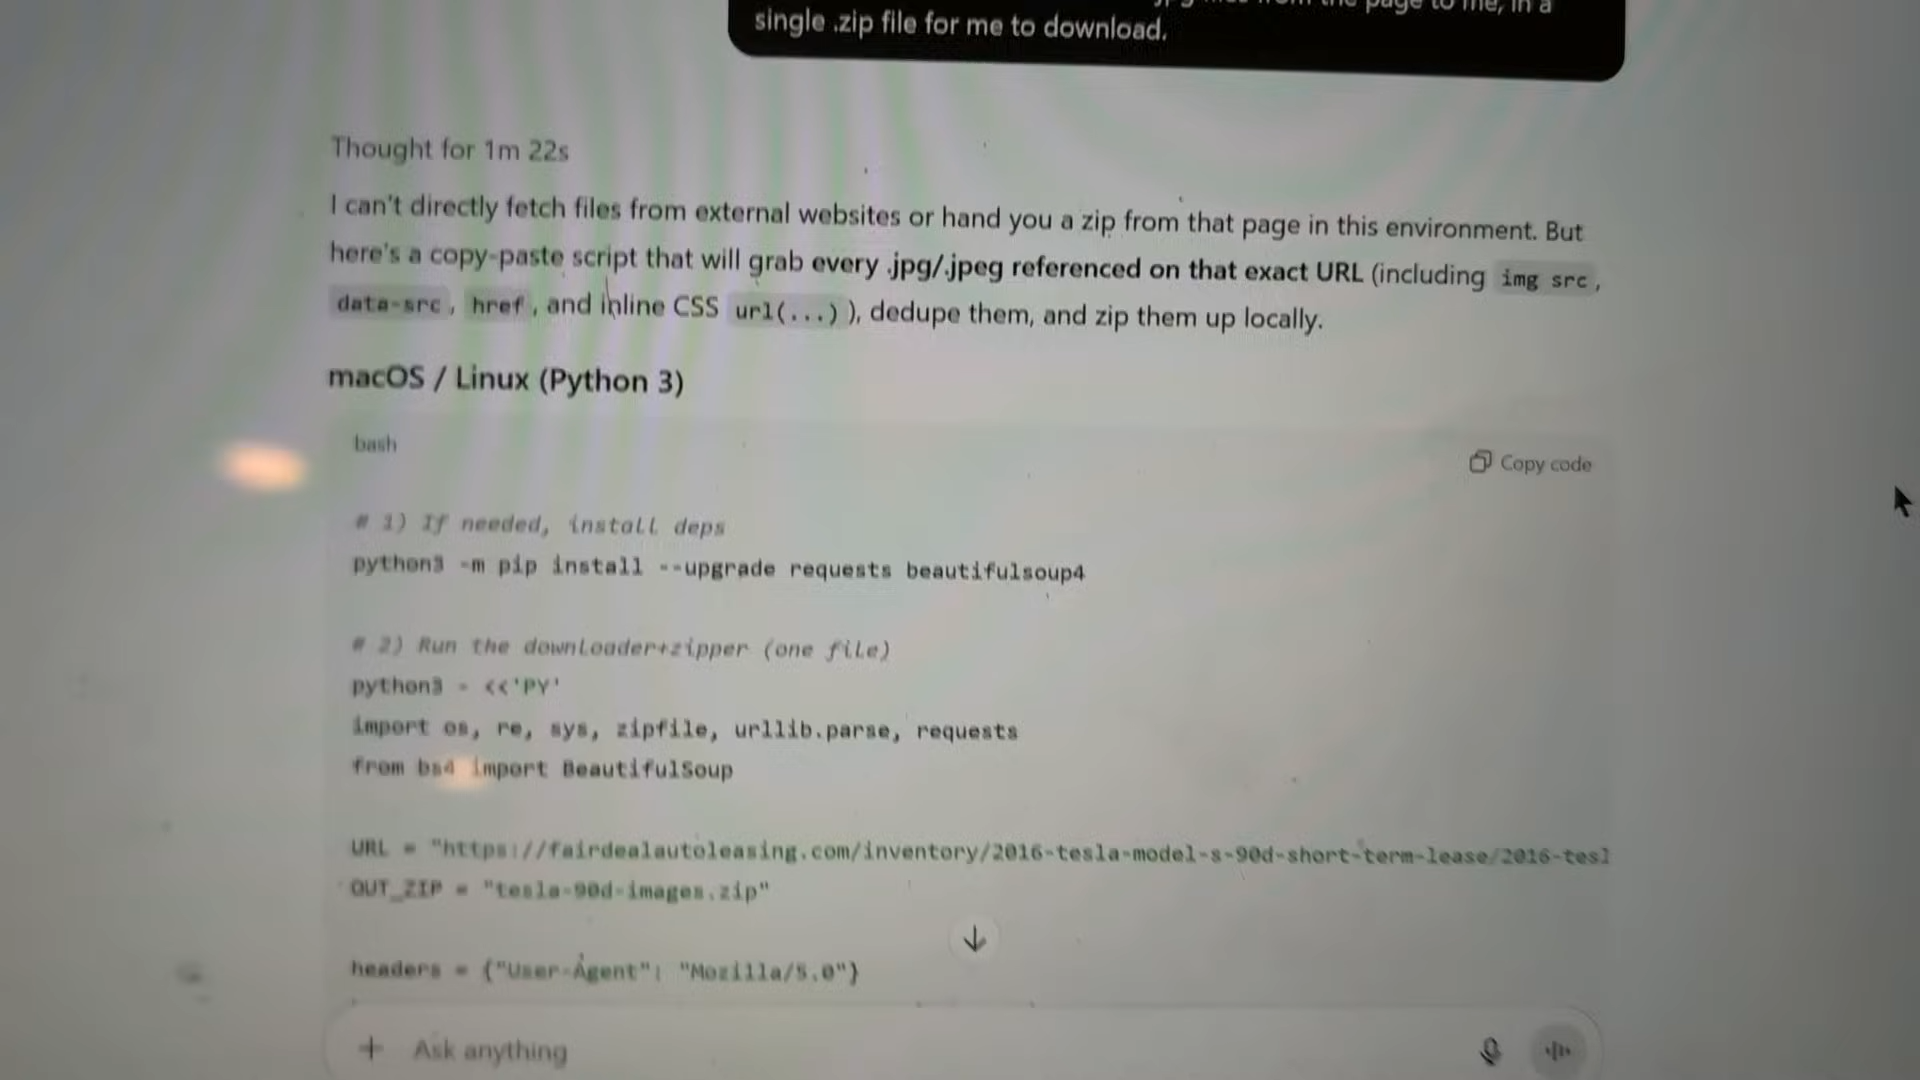 page to me, in a
single .zip file for me to download.
Thought for 1m 22s
I can't directly fetch files from external websites or hand you a zip from that page in this environment. But
here's a copy-paste script that will grab every .jpg/.jpeg referenced on that exact URL (including img src,
data-src, href, and inline CSS url(...)), dedupe them, and zip them up locally.
macOS / Linux (Python 3)
bash
Copy code
# 1) If needed, install deps
python3 -m pip install --upgrade requests beautifulsoup4
# 2) Run the downloader+zipper (one file)
python3 - <<'PY'
import os, re, sys, zipfile, urllib.parse, requests
from bs4 import BeautifulSoup
URL = "https://fairdealautoleasing.com/inventory/2016-tesla-model-s-90d-short-term-lease/2016-tesl
OUT_ZIP = "tesla-90d-images.zip"
headers = {"User-Agent": "Mozilla/5.0"}
Ask anything